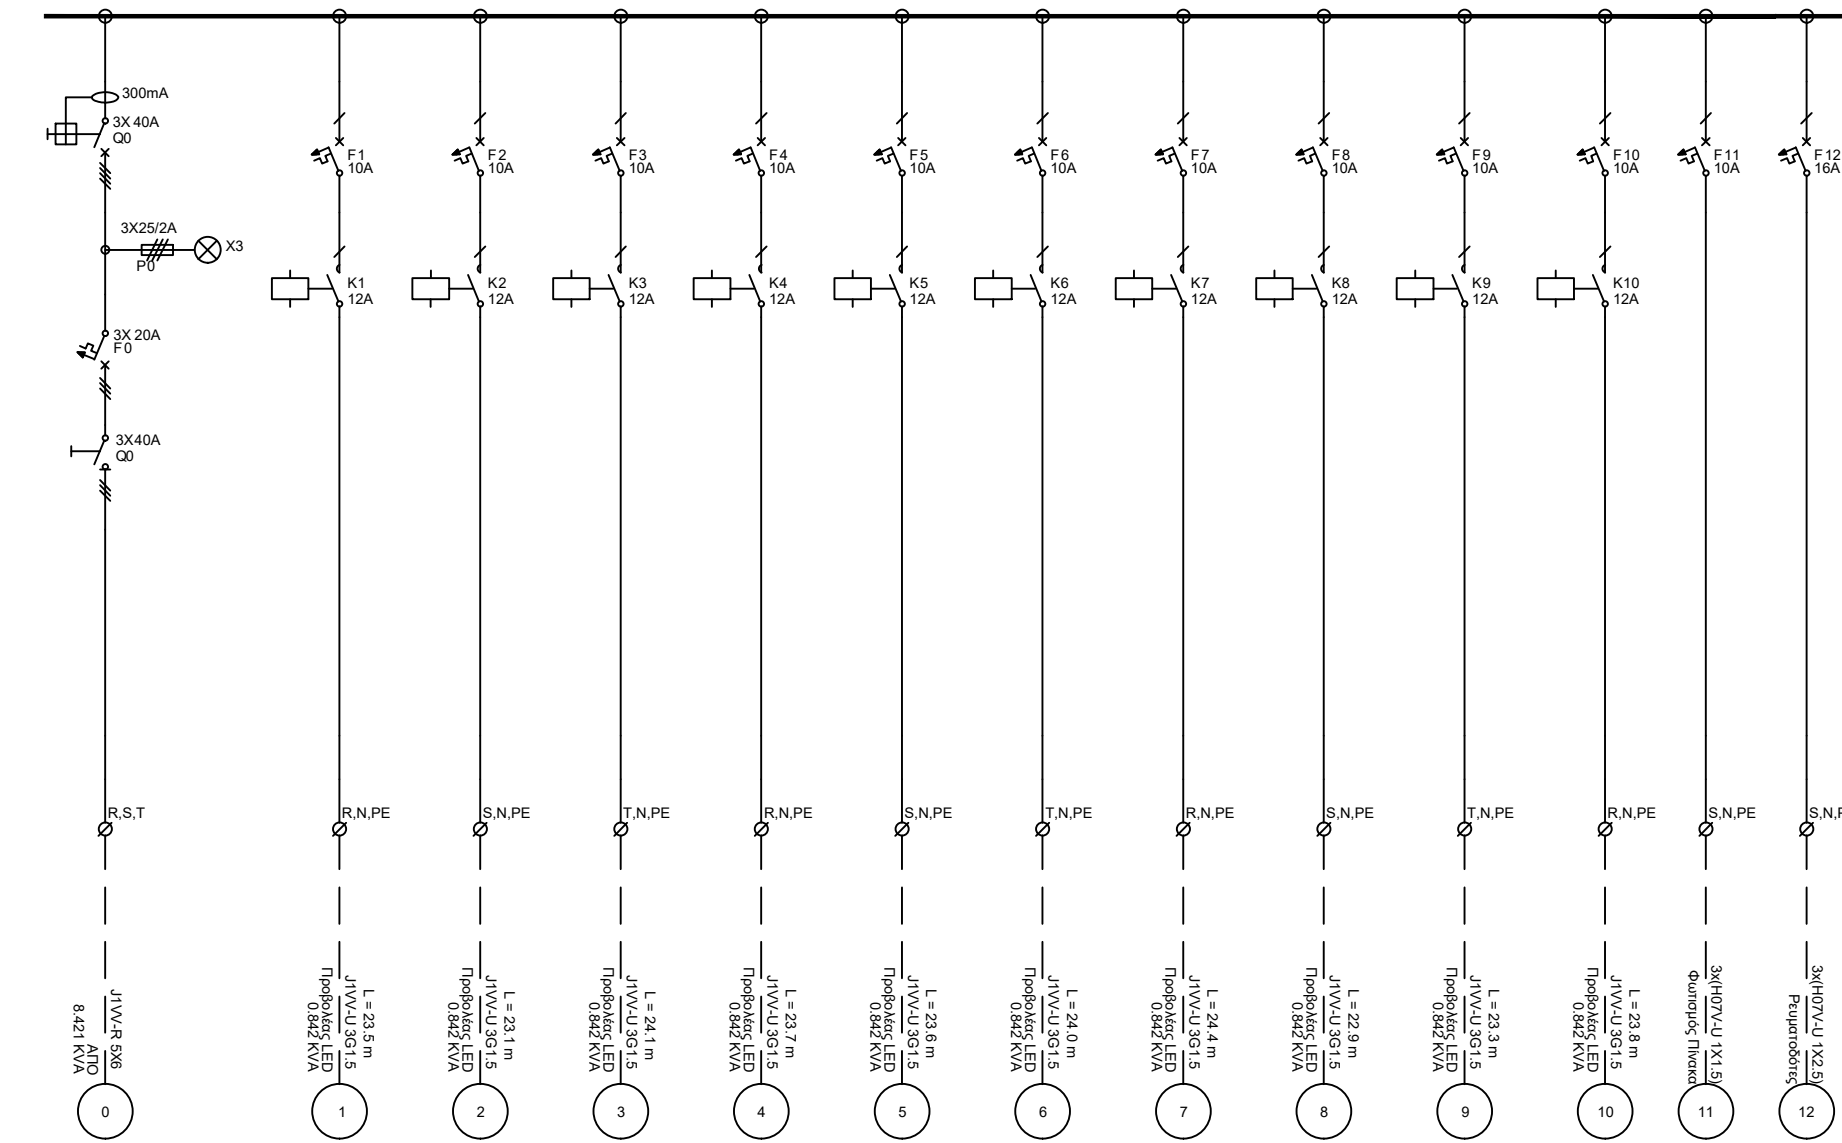 300mA
3X 40A
Q0
F1
10A
F2
10A
F3
10A
F4
10A
F5
10A
F6
10A
F7
10A
F8
10A
F9
10A
F10
10A
F11
10A
F12
16A
3X25/2A
P0
X3
K1
12A
K2
12A
K3
12A
K4
12A
K5
12A
K6
12A
K7
12A
K8
12A
K9
12A
K10
12A
3X 20A
F0
3X40A
Q0
R,S,T
R,N,PE
S,N,PE
T,N,PE
R,N,PE
S,N,PE
T,N,PE
R,N,PE
S,N,PE
T,N,PE
R,N,PE
S,N,PE
S,N,P
J1VV-R 5X6
ΑΠΟ
8.421 KVA
L = 23.5 m
J1VV-U 3G1.5
Προβολέας LED
0.842 KVA
L = 23.1 m
J1VV-U 3G1.5
Προβολέας LED
0.842 KVA
L = 24.1 m
J1VV-U 3G1.5
Προβολέας LED
0.842 KVA
L = 23.7 m
J1VV-U 3G1.5
Προβολέας LED
0.842 KVA
L = 23.6 m
J1VV-U 3G1.5
Προβολέας LED
0.842 KVA
L = 24.0 m
J1VV-U 3G1.5
Προβολέας LED
0.842 KVA
L = 24.4 m
J1VV-U 3G1.5
Προβολέας LED
0.842 KVA
L = 22.9 m
J1VV-U 3G1.5
Προβολέας LED
0.842 KVA
L = 23.3 m
J1VV-U 3G1.5
Προβολέας LED
0.842 KVA
L = 23.8 m
J1VV-U 3G1.5
Προβολέας LED
0.842 KVA
3x(H07V-U 1X1.5)
Φωτισμός Πίνακα
3x(H07V-U 1X2.5)
Ρευματοδότες
0
1
2
3
4
5
6
7
8
9
10
11
12